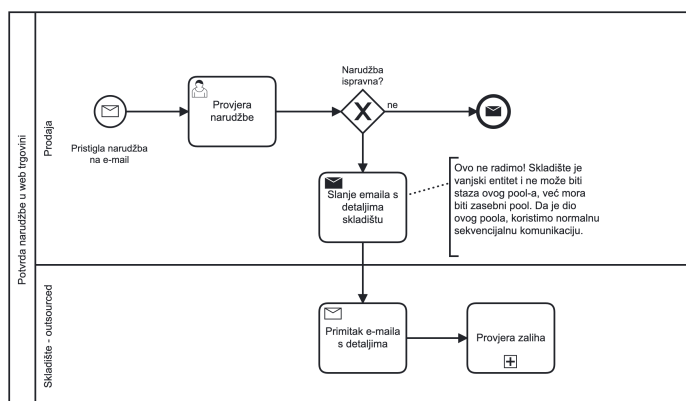 Potvrda narudžbe u web trgovini
Prodaja
Pristigla narudžba
na e-mail
Provjera
narudžbe
Narudžba
ispravna?
ne
Slanje emaila s
detaljima
skladištu
Ovo ne radimo! Skladište je
vanjski entitet i ne može biti
staza ovog pool-a, već mora
biti zasebni pool. Da je dio
ovog poola, koristimo normalnu
sekvencijalnu komunikaciju.
Skladište - outsourced
Primitak e-maila
s detaljima
Provjera zaliha